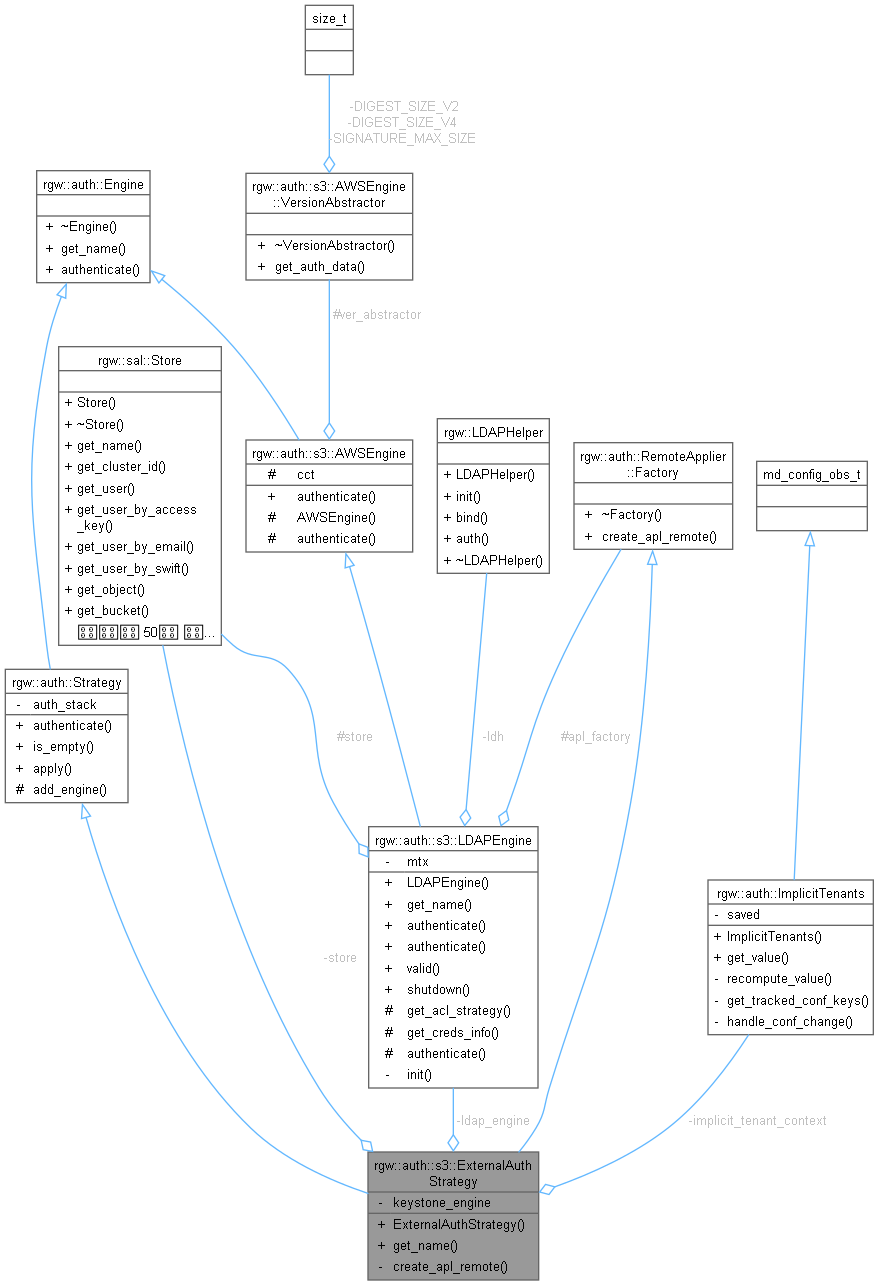 size_t
-DIGEST_SIZE_V2
-DIGEST_SIZE_V4
-SIGNATURE_MAX_SIZE
rgw::auth::Engine
+ ~Engine()
+ get_name()
+ authenticate()
rgw::auth::s3::AWSEngine
::VersionAbstractor
+ ~VersionAbstractor()
+ get_auth_data()
#ver_abstractor
rgw::sal::Store
+ Store()
+ ~Store()
+ get_name()
+ get_cluster_id()
+ get_user()
+ get_user_by_access
_key()
+ get_user_by_email()
+ get_user_by_swift()
+ get_object()
+ get_bucket()
50 ...
rgw::auth::s3::AWSEngine
# cct
+ authenticate()
# AWSEngine()
# authenticate()
rgw::LDAPHelper
+ LDAPHelper()
+ init()
+ bind()
+ auth()
+ ~LDAPHelper()
rgw::auth::RemoteApplier
::Factory
+ ~Factory()
+ create_apl_remote()
md_config_obs_t
rgw::auth::Strategy
- auth_stack
+ authenticate()
+ is_empty()
+ apply()
# add_engine()
#store
-ldh
#apl_factory
rgw::auth::s3::LDAPEngine
- mtx
+ LDAPEngine()
+ get_name()
+ authenticate()
+ authenticate()
+ valid()
+ shutdown()
# get_acl_strategy()
# get_creds_info()
# authenticate()
- init()
rgw::auth::ImplicitTenants
- saved
+ ImplicitTenants()
+ get_value()
- recompute_value()
- get_tracked_conf_keys()
- handle_conf_change()
-store
-ldap_engine
-implicit_tenant_context
rgw::auth::s3::ExternalAuth
Strategy
- keystone_engine
+ ExternalAuthStrategy()
+ get_name()
- create_apl_remote()